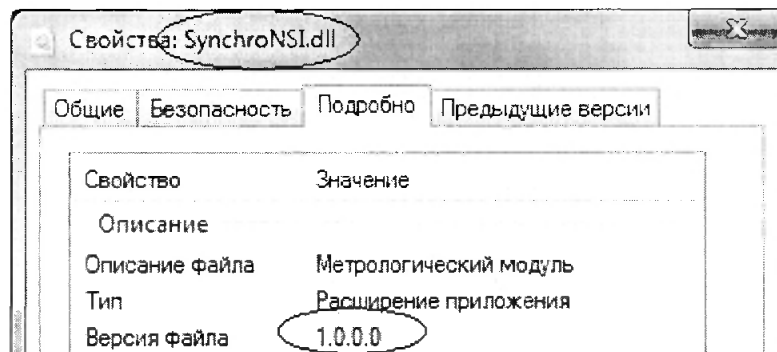 Свойства: SynchroNSI.dll
Общие Безопасность Подробно Предыдущие версии
Свойство Значение
Описание
Описание файла Метрологический модуль
Тип Расширение приложения
Версия файла 1.0.0.0